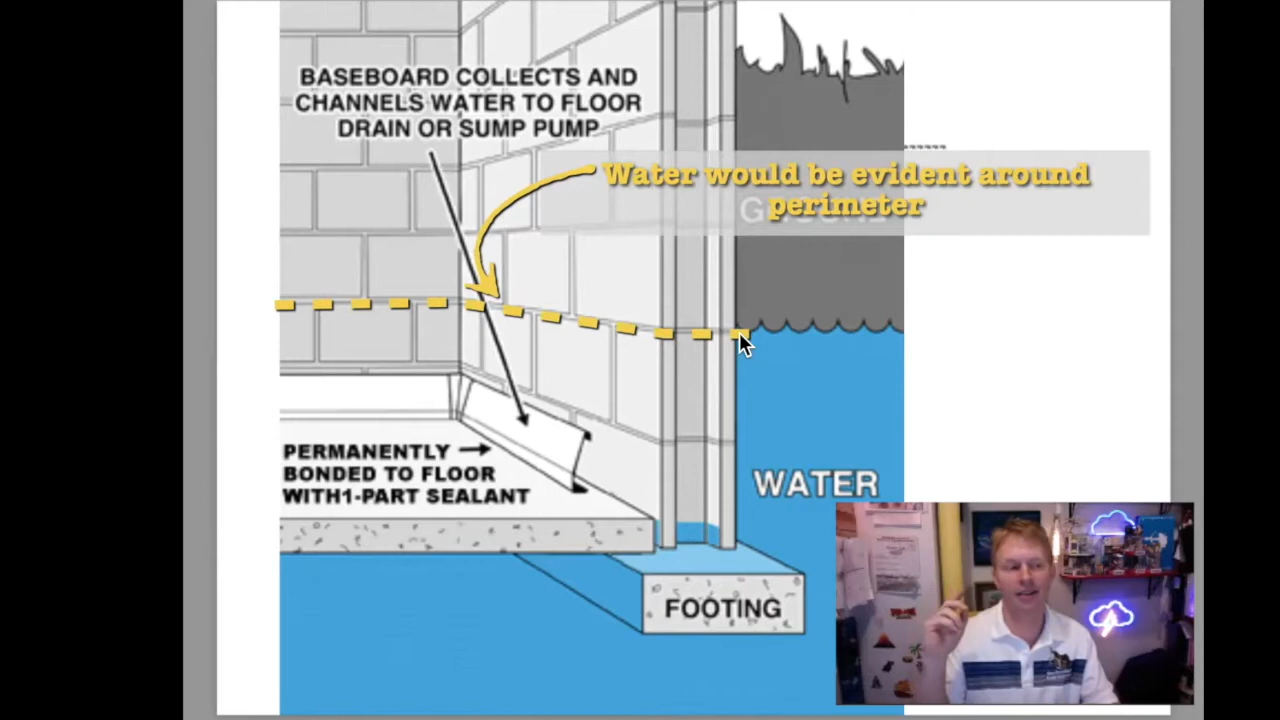 BASEBOARD COLLECTS AND
CHANNELS WATER TO FLOOR
DRAIN OR SUMP PUMP
Water would be evident around
perimeter
PERMANENTLY
BONDED TO FLOOR
WITH1-PART SEALANT
WATER
FOOTING